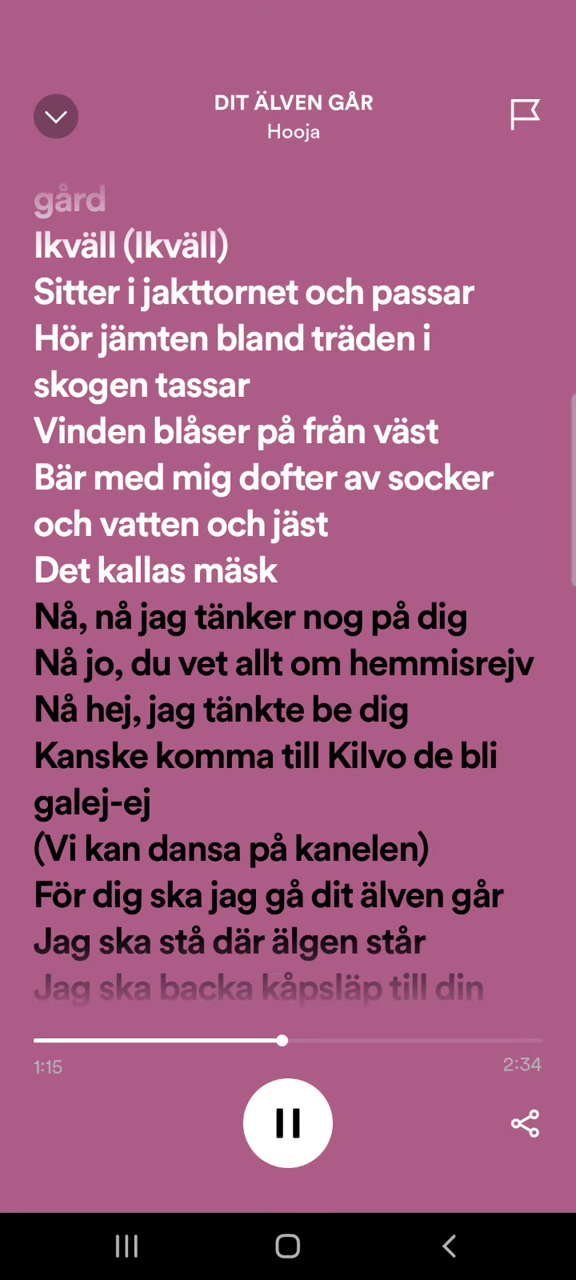 DIT ÄLVEN GÅR
Hooja
gård
Ikväll (Ikväll)
Sitter i jakttornet och passar
Hör jämten bland träden i
skogen tassar
Vinden blåser på från väst
Bär med mig dofter av socker
och vatten och jäst
Det kallas mäsk
Nå, nå jag tänker nog på dig
Nå jo, du vet allt om hemmisrejv
Nå hej, jag tänkte be dig
Kanske komma till Kilvo de bli
galej-ej
(Vi kan dansa på kanelen)
För dig ska jag gå dit älven går
Jag ska stå där älgen står
Jag ska backa kåpsläp till din
1:15
2:34